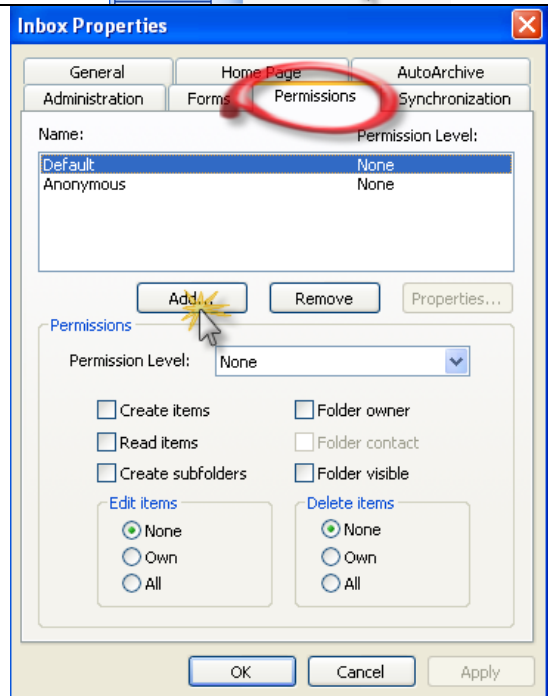 Inbox Properties
General Home Page AutoArchive
Administration Forms Permissions Synchronization
Name: Permission Level:
Default None
Anonymous None
Add... Remove Properties...
Permissions
Permission Level: None
Create items Folder owner
Read items Folder contact
Create subfolders Folder visible
Edit items Delete items
None None
Own Own
All All
OK Cancel Apply